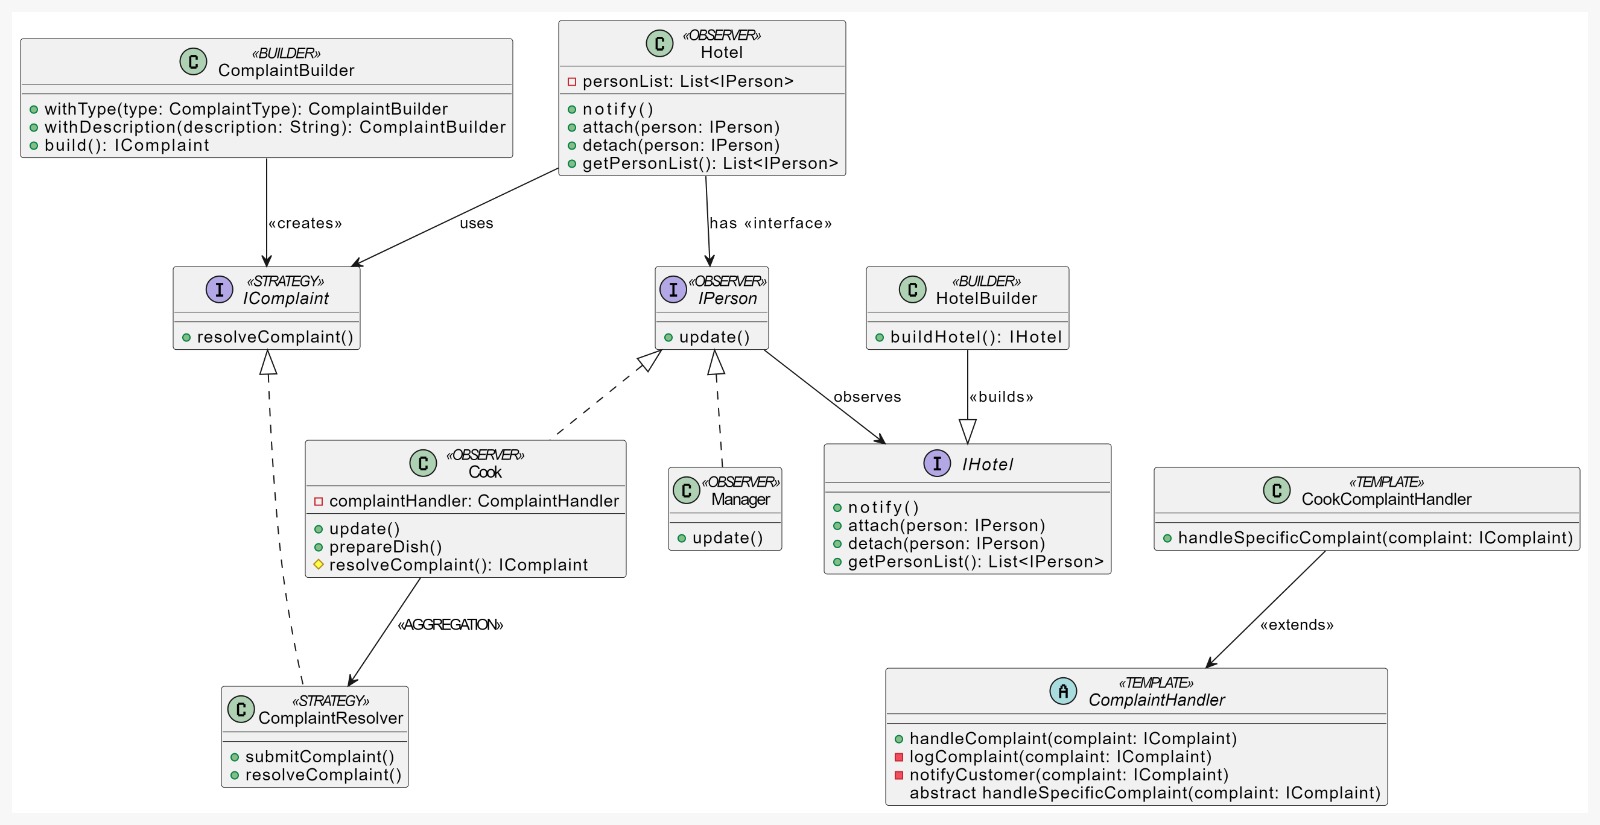 «BUILDER»
C
ComplaintBuilder
withType(type: ComplaintType): ComplaintBuilder
withDescription(description: String): ComplaintBuilder
build(): IComplaint
«OBSERVER»
C
Hotel
personList: List<IPerson>
notify()
attach(person: IPerson)
detach(person: IPerson)
getPersonList(): List<IPerson>
«creates»
uses
has «interface»
«STRATEGY»
I
IComplaint
resolveComplaint()
«OBSERVER»
I
IPerson
update()
«BUILDER»
C
HotelBuilder
buildHotel(): IHotel
observes
«builds»
«OBSERVER»
C
Cook
complaintHandler: ComplaintHandler
update()
prepareDish()
resolveComplaint(): IComplaint
«OBSERVER»
C
Manager
update()
I
IHotel
notify()
attach(person: IPerson)
detach(person: IPerson)
getPersonList(): List<IPerson>
«TEMPLATE»
C
CookComplaintHandler
handleSpecificComplaint(complaint: IComplaint)
«AGGREGATION»
«extends»
«STRATEGY»
C
ComplaintResolver
submitComplaint()
resolveComplaint()
«TEMPLATE»
A
ComplaintHandler
handleComplaint(complaint: IComplaint)
logComplaint(complaint: IComplaint)
notifyCustomer(complaint: IComplaint)
abstract handleSpecificComplaint(complaint: IComplaint)